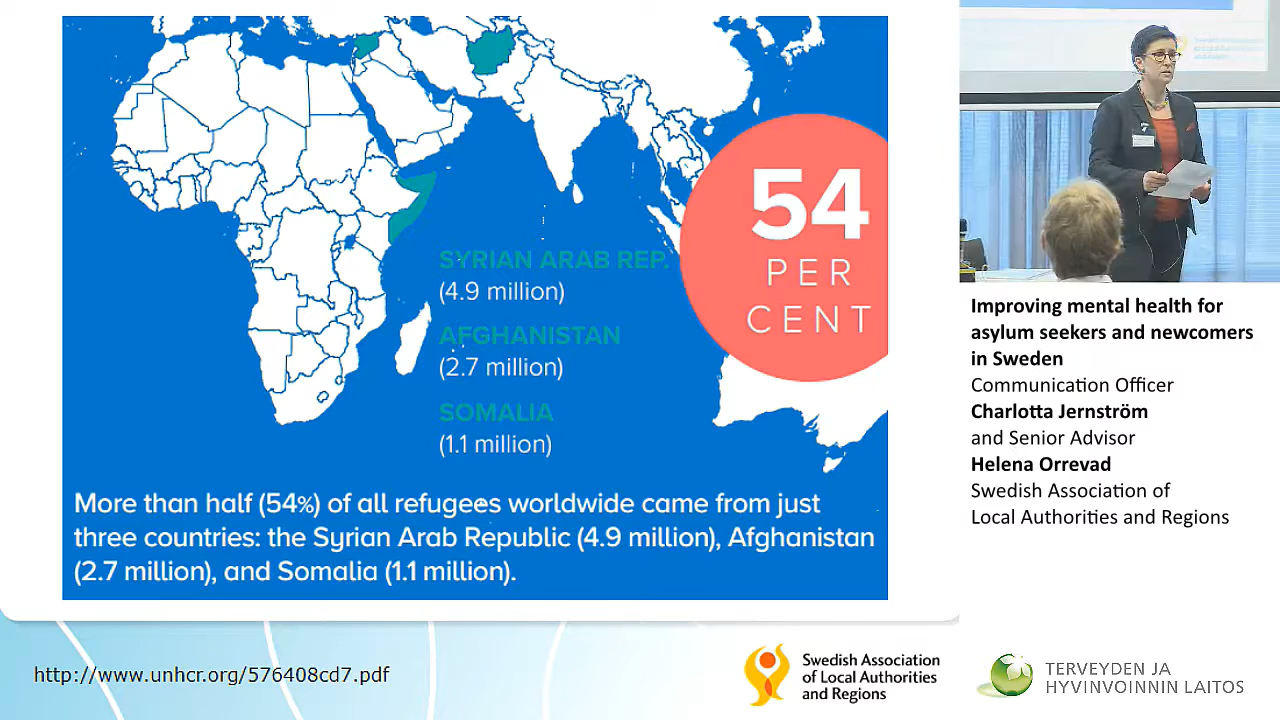 54
PER
CENT
SYRIAN ARAB REP.
(4.9 million)
AFGHANISTAN
(2.7 million)
SOMALIA
(1.1 million)
More than half (54%) of all refugees worldwide came from just
three countries: the Syrian Arab Republic (4.9 million), Afghanistan
(2.7 million), and Somalia (1.1 million).
http://www.unhcr.org/576408cd7.pdf
Swedish Association
of Local Authorities
and Regions
Improving mental health for
asylum seekers and newcomers
in Sweden
Communication Officer
Charlotta Jernström
and Senior Advisor
Helena Orrevad
Swedish Association of
Local Authorities and Regions
TERVEYDEN JA
HYVINVOINNIN LAITOS